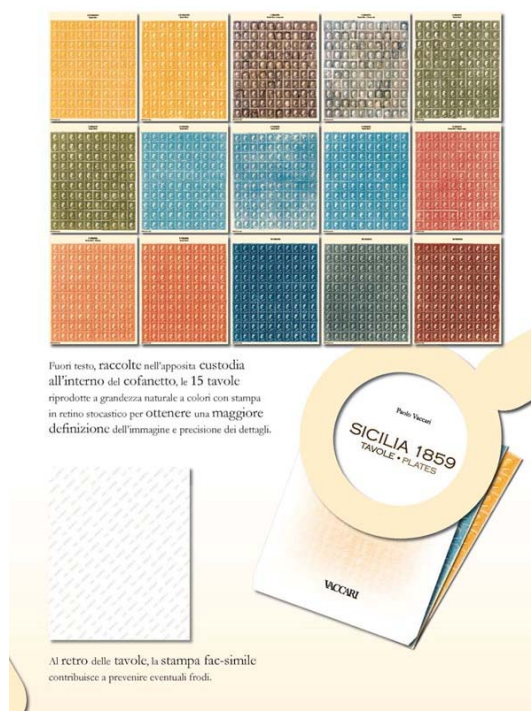 Fuori testo, raccolte nell'apposita custodia
all'interno del cofanetto, le 15 tavole
riprodotte a grandezza naturale a colori con stampa
in retino stocastico per ottenere una maggiore
definizione dell'immagine e precisione dei dettagli.
Paolo Vaccari
SICILIA 1859
TAVOLE • PLATES
VACCARI
Al retro delle tavole, la stampa fac-simile
contribuisce a prevenire eventuali frodi.